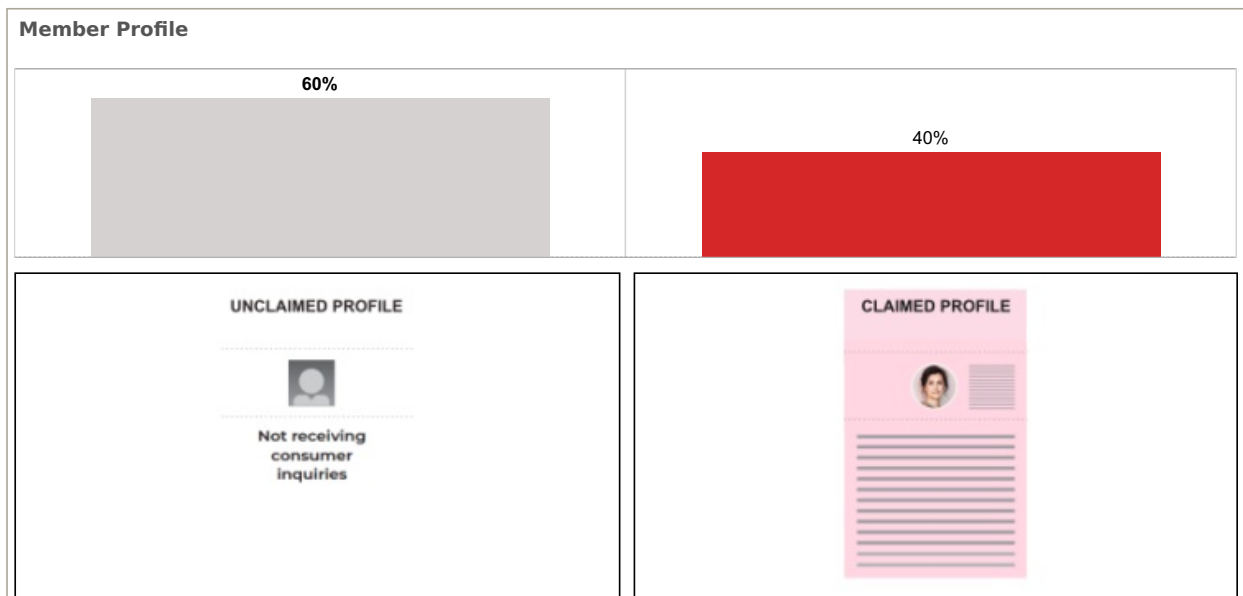 Member Profile
60%
40%
UNCLAIMED PROFILE
Not receiving
consumer
inquiries
CLAIMED PROFILE